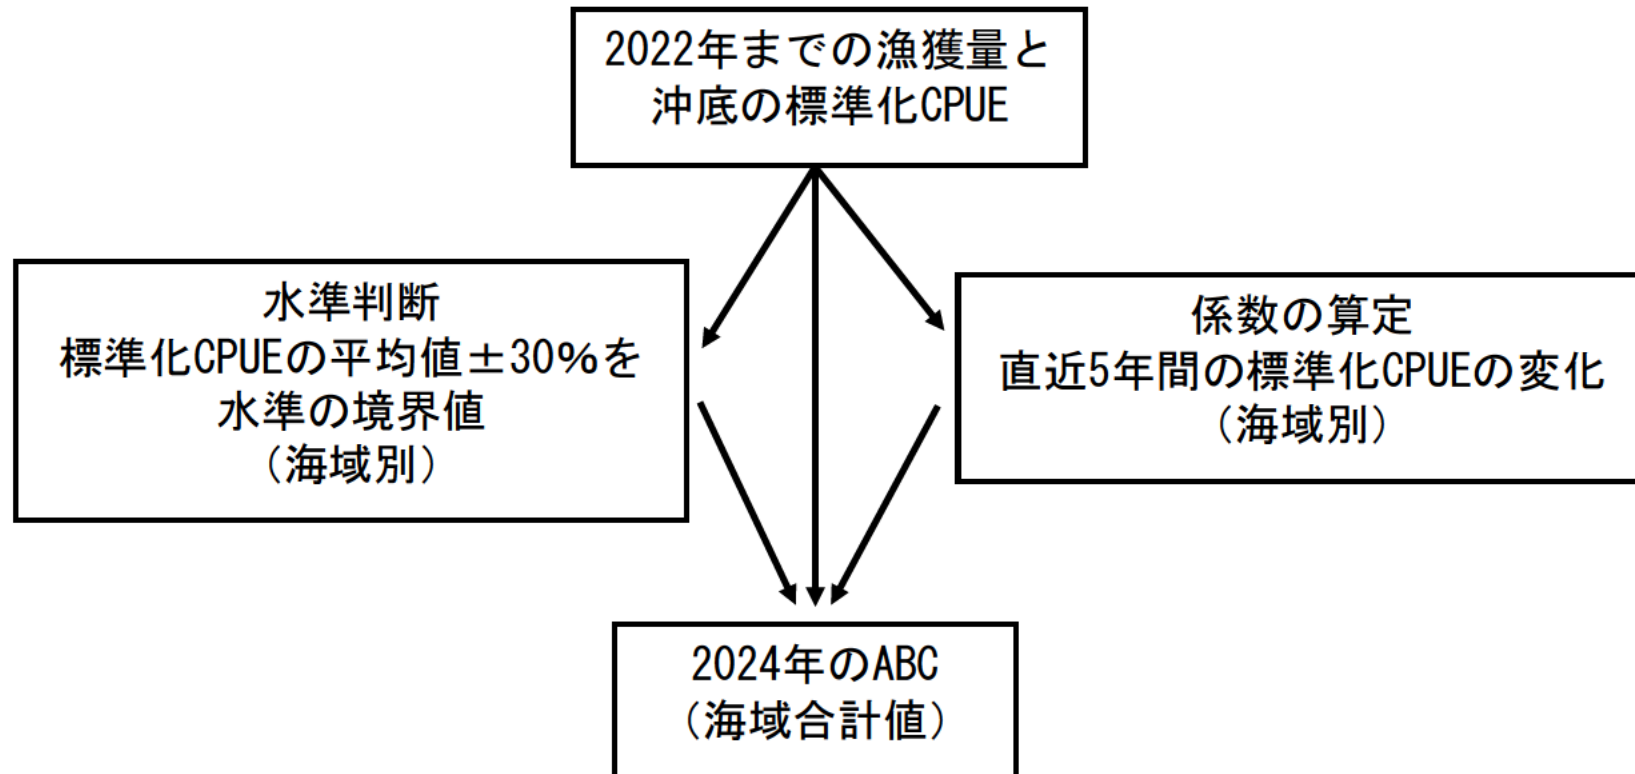 2022年までの漁獲量と
沖底の標準化CPUE
水準判断
標準化CPUEの平均値±30%を
水準の境界値
（海域別）
係数の算定
直近5年間の標準化CPUEの変化
（海域別）
2024年のABC
（海域合計値）